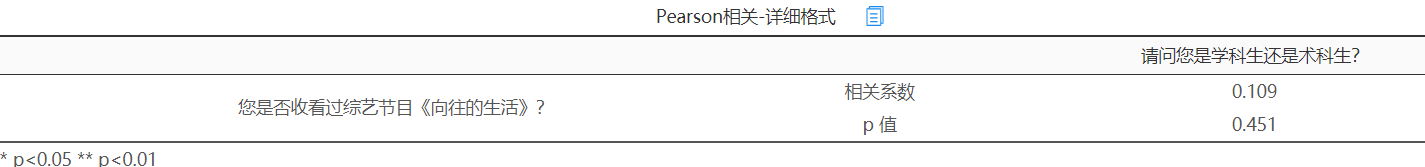 Pearson相关-详细格式
请问您是学科生还是术科生?
您是否收看过综艺节目《向往的生活》? 相关系数 0.109
p 值 0.451
* p<0.05 ** p<0.01